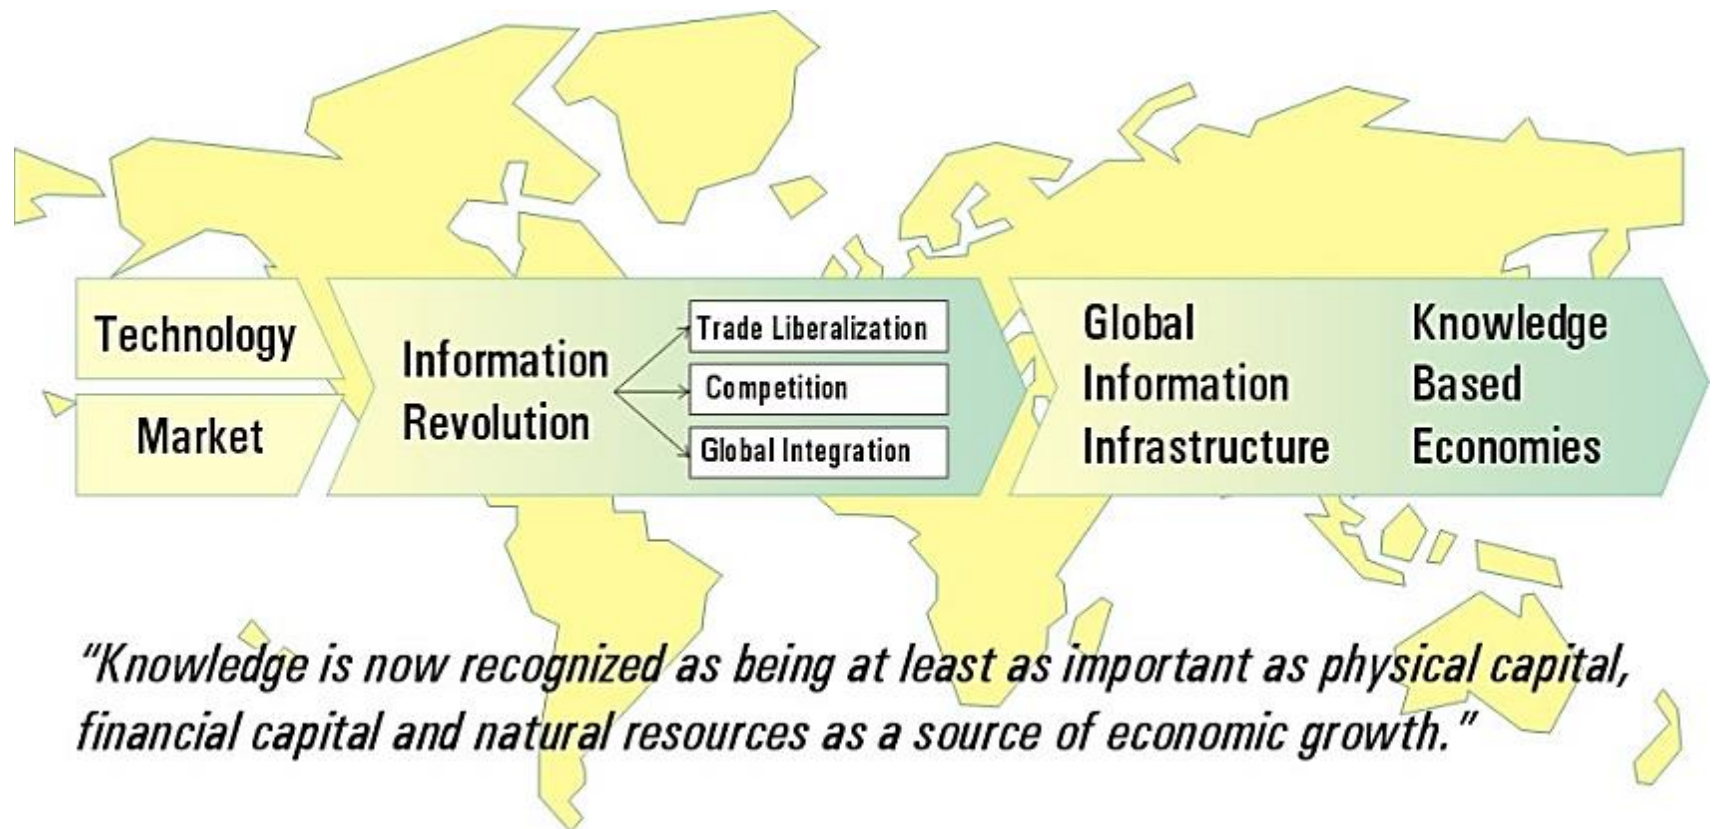 Technology
Market
Information
Revolution
Trade Liberalization
Competition
Global Integration
Global
Information
Infrastructure
Knowledge
Based
Economies
“Knowledge is now recognized as being at least as important as physical capital,
financial capital and natural resources as a source of economic growth.”